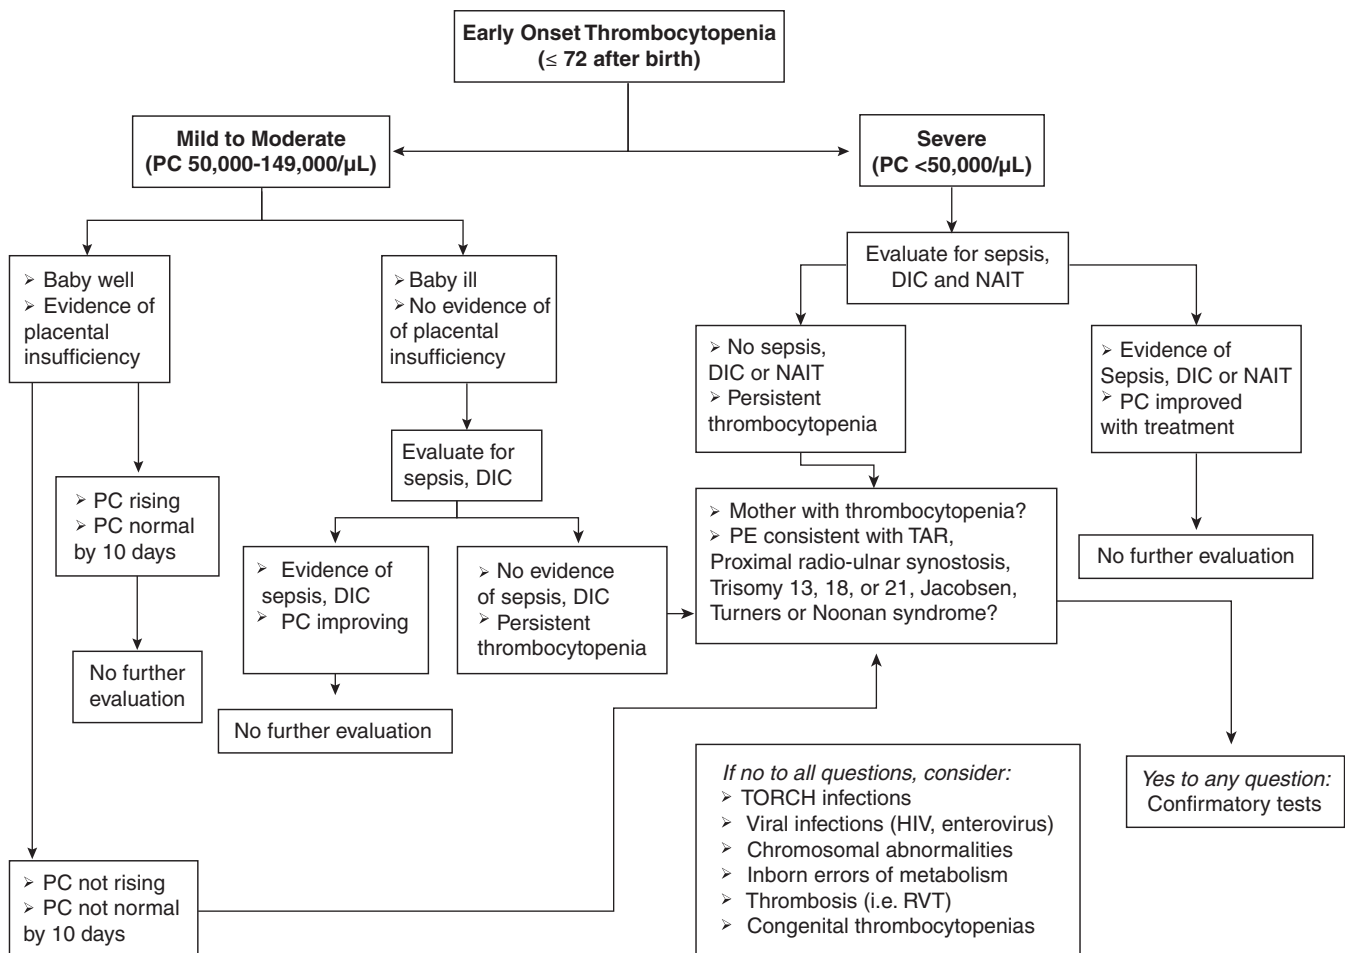 Early Onset Thrombocytopenia
(≤ 72 after birth)
Mild to Moderate
(PC 50,000-149,000/µL)
Severe
(PC <50,000/µL)
➢ Baby well
➢ Evidence of
placental
insufficiency
➢ Baby ill
➢ No evidence of
of placental
insufficiency
Evaluate for sepsis,
DIC and NAIT
➢ No sepsis,
DIC or NAIT
➢ Persistent
thrombocytopenia
➢ Evidence of
Sepsis, DIC or NAIT
➢ PC improved
with treatment
Evaluate for
sepsis, DIC
➢ PC rising
➢ PC normal
by 10 days
➢ Evidence of
sepsis, DIC
➢ PC improving
➢ No evidence
of sepsis, DIC
➢ Persistent
thrombocytopenia
➢ Mother with thrombocytopenia?
➢ PE consistent with TAR,
Proximal radio-ulnar synostosis,
Trisomy 13, 18, or 21, Jacobsen,
Turners or Noonan syndrome?
No further evaluation
No further
evaluation
No further evaluation
If no to all questions, consider:
➢ TORCH infections
➢ Viral infections (HIV, enterovirus)
➢ Chromosomal abnormalities
➢ Inborn errors of metabolism
➢ Thrombosis (i.e. RVT)
➢ Congenital thrombocytopenias
Yes to any question:
Confirmatory tests
➢ PC not rising
➢ PC not normal
by 10 days